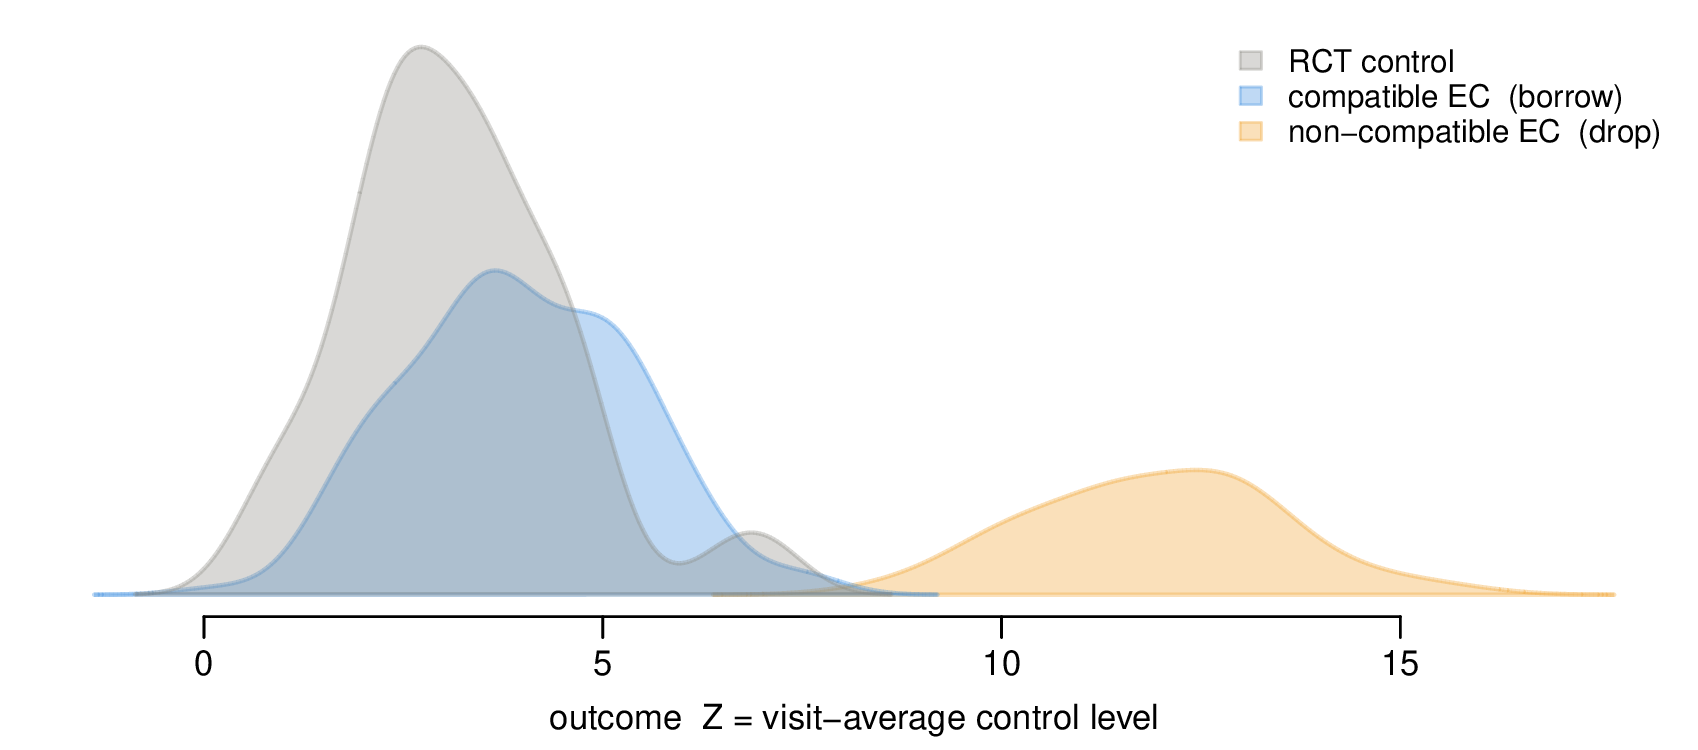 RCT control
compatible EC (borrow)
non−compatible EC (drop)
0 5 10 15
outcome Z = visit−average control level